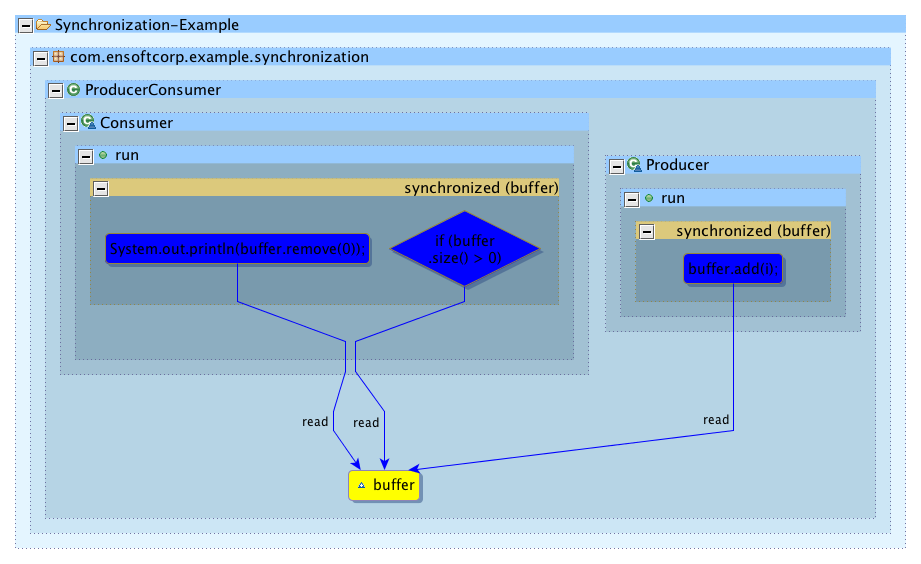 Synchronization-Example
com.ensoftcorp.example.synchronization
ProducerConsumer
Consumer
run
synchronized (buffer)
System.out.println(buffer.remove(0));
if (buffer
.size() > 0)
Producer
run
synchronized (buffer)
buffer.add(i);
read
read
read
buffer